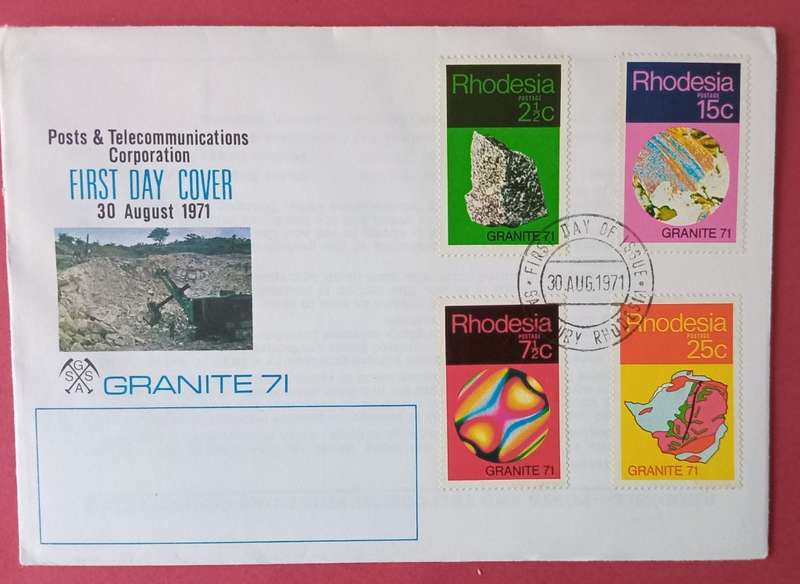 Posts & Telecommunications
Corporation
FIRST DAY COVER
30 August 1971
G
S S
A
GRANITE 71
Rhodesia
POSTAGE
2½c
GRANITE 71
Rhodesia
POSTAGE
15c
GRANITE 71
FIRST DAY OF ISSUE
30.AUG.1971
RHODESIA
Rhodesia
POSTAGE
7½c
GRANITE 71
Rhodesia
POSTAGE
25c
GRANITE 71